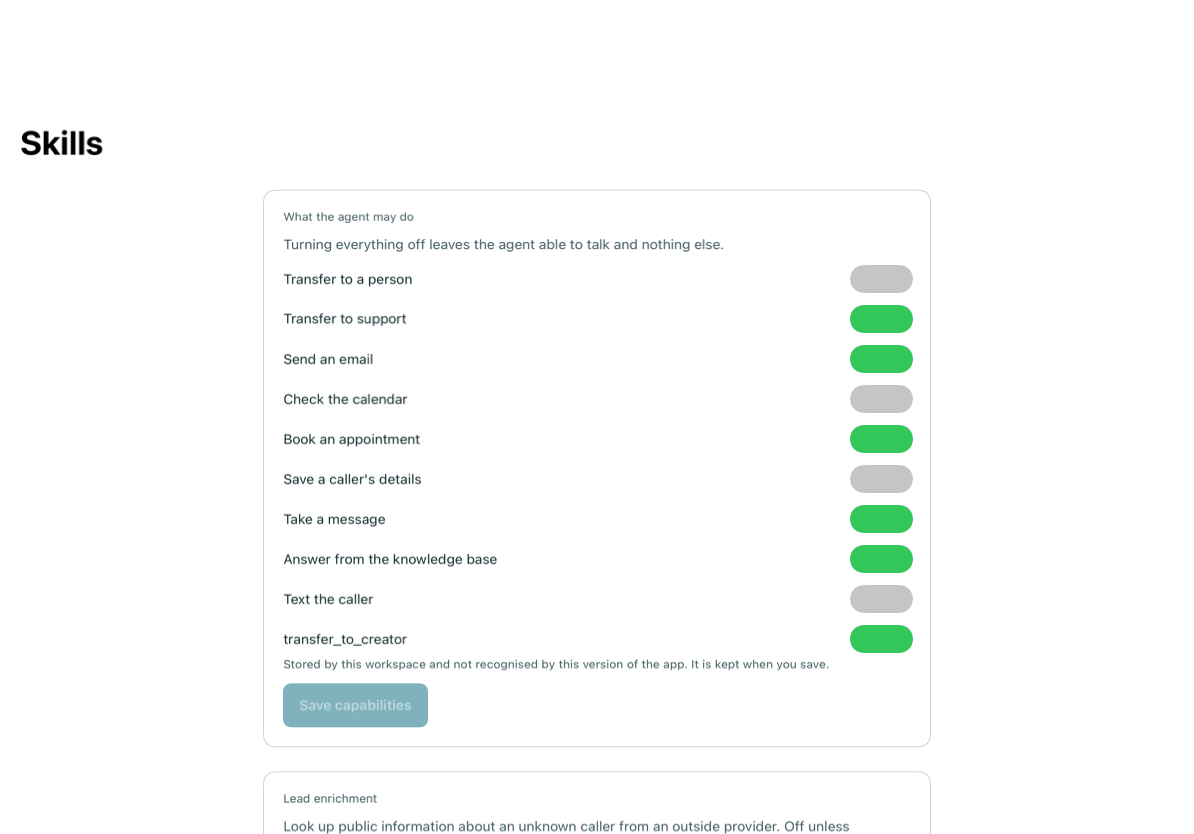 Skills
What the agent may do
Turning everything off leaves the agent able to talk and nothing else.
Transfer to a person
Transfer to support
Send an email
Check the calendar
Book an appointment
Save a caller's details
Take a message
Answer from the knowledge base
Text the caller
transfer_to_creator
Stored by this workspace and not recognised by this version of the app. It is kept when you save.
Save capabilities
Lead enrichment
Look up public information about an unknown caller from an outside provider. Off unless